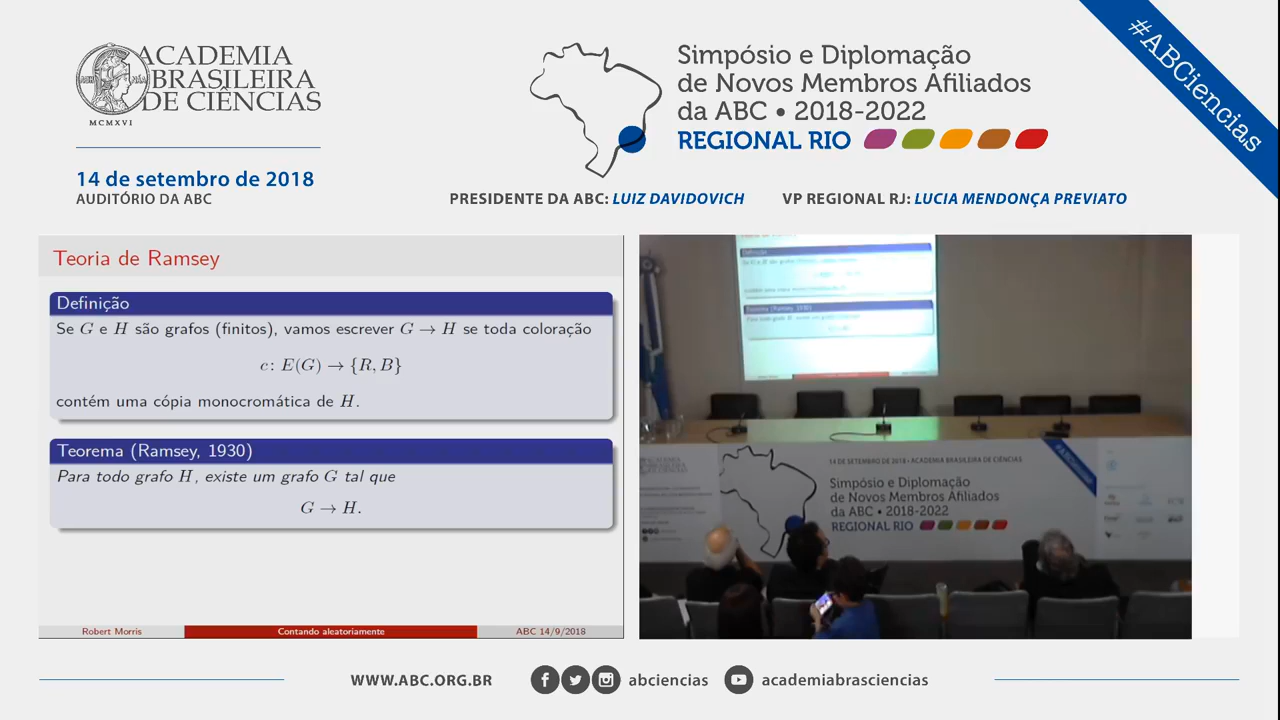 ACADEMIA
BRASILEIRA
DE CIÊNCIAS
MCMXVI
14 de setembro de 2018
AUDITÓRIO DA ABC
Simpósio e Diplomação
de Novos Membros Afiliados
da ABC • 2018-2022
REGIONAL RIO
#ABCiencias
PRESIDENTE DA ABC: LUIZ DAVIDOVICH VP REGIONAL RJ: LUCIA MENDONÇA PREVIATO
Teoria de Ramsey
Definição
Se G e H são grafos (finitos), vamos escrever G → H se toda coloração
c: E(G) → {R, B}
contém uma cópia monocromática de H.
Teorema (Ramsey, 1930)
Para todo grafo H, existe um grafo G tal que
G → H.
Robert Morris Contando aleatoriamente ABC 14/9/2018
Definição
Teorema (Ramsey, 1930)
14 DE SETEMBRO DE 2018 • ACADEMIA BRASILEIRA DE CIÊNCIAS
Simpósio e Diplomação
de Novos Membros Afiliados
da ABC • 2018-2022
REGIONAL RIO
WWW.ABC.ORG.BR abciencias academiabrasciencias